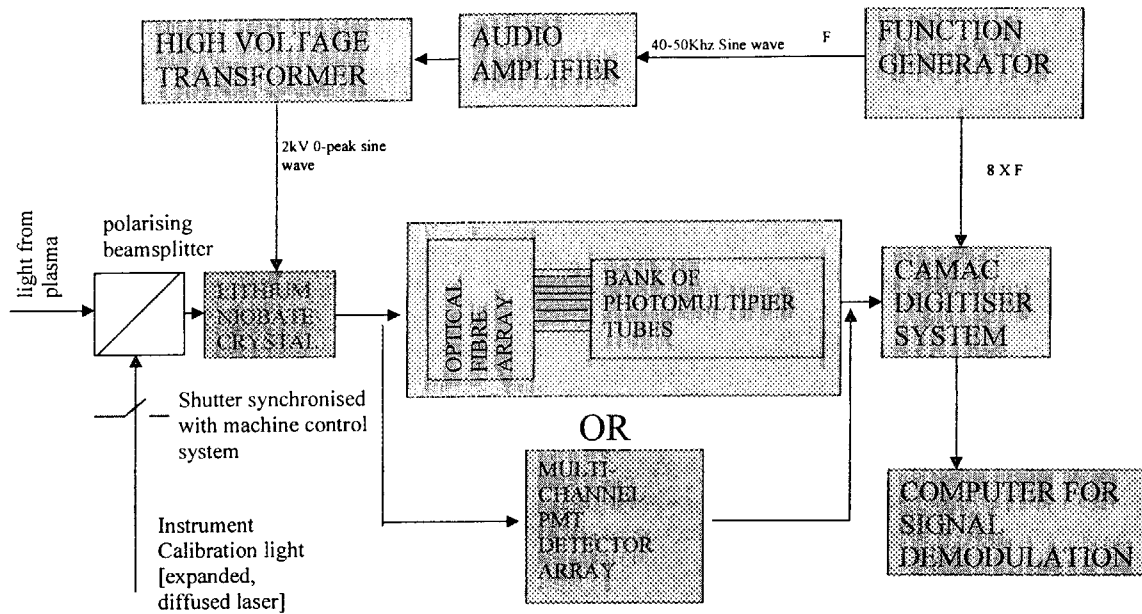 HIGH VOLTAGE
TRANSFORMER
AUDIO
AMPLIFIER
40-50Khz Sine wave
F
FUNCTION
GENERATOR
2kV 0-peak sine
wave
8 X F
light from
plasma
polarising
beamsplitter
LITHIUM
NIOBATE
CRYSTAL
OPTICAL
FIBRE
ARRAY
BANK OF
PHOTOMULTIPIER
TUBES
CAMAC
DIGITISER
SYSTEM
Shutter synchronised
with machine control
system
OR
MULTI-
CHANNEL
PMT
DETECTOR
ARRAY
COMPUTER FOR
SIGNAL
DEMODULATION
Instrument
Calibration light
[expanded,
diffused laser]